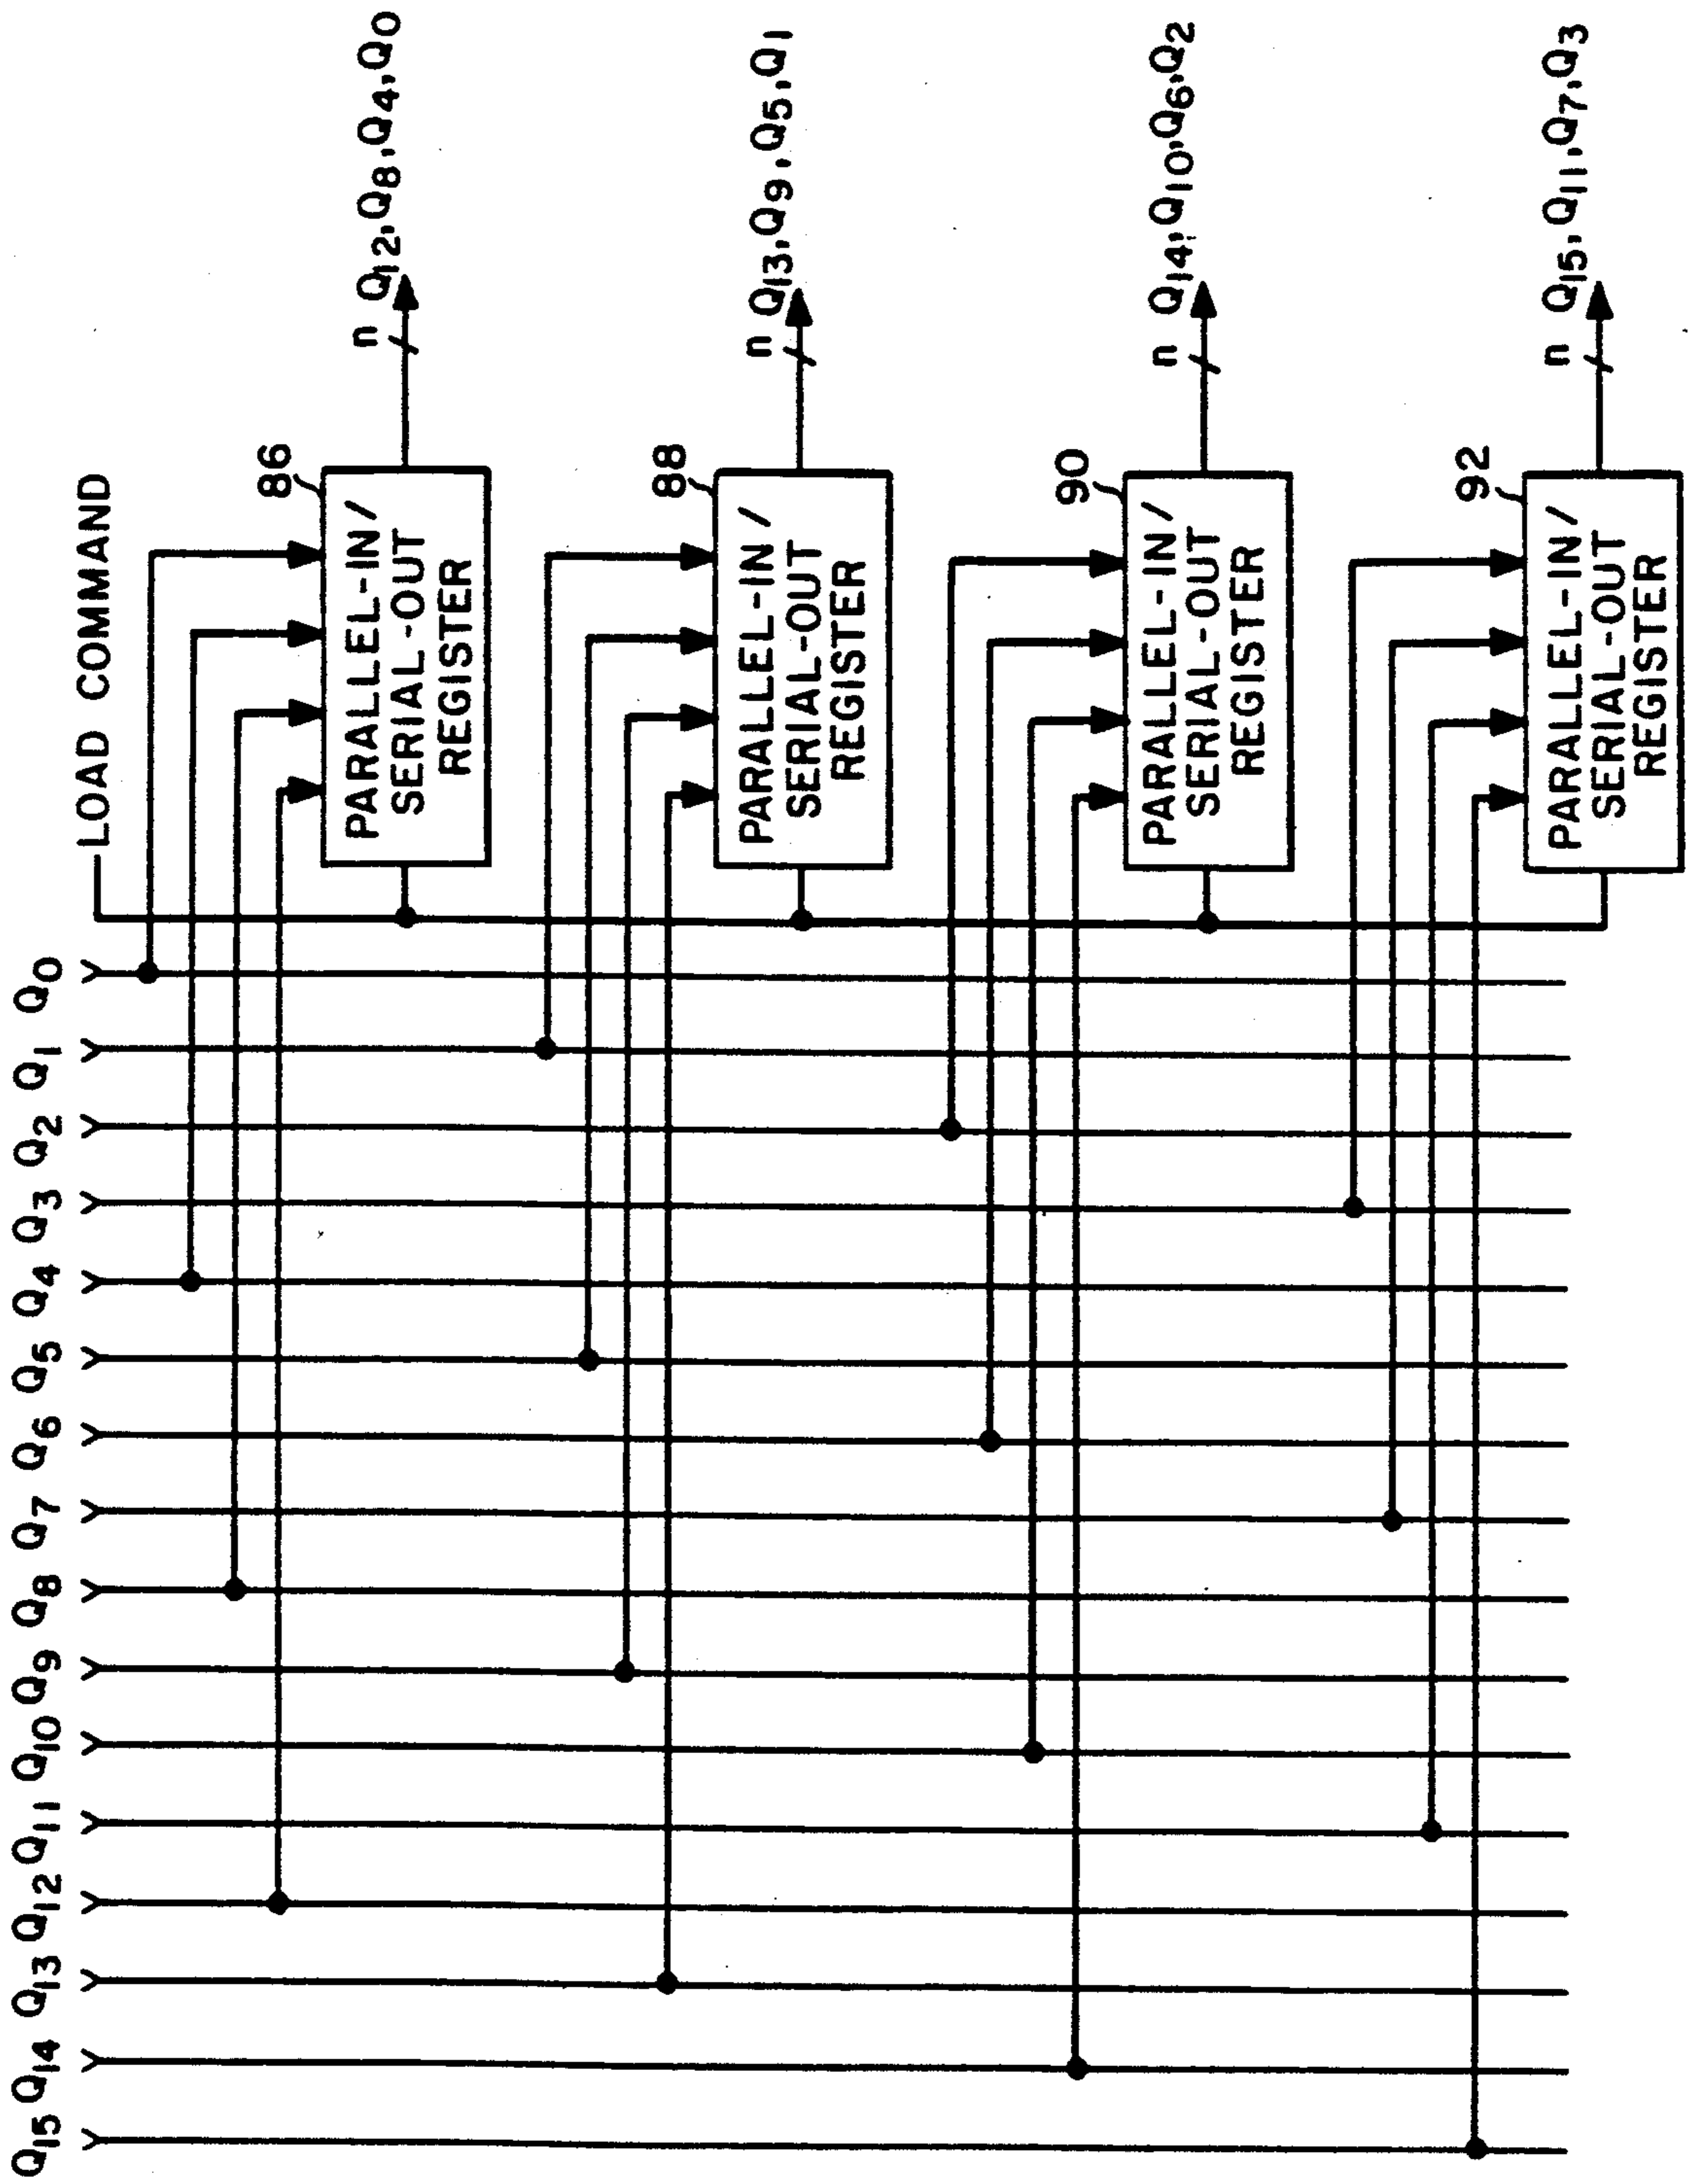 Q15 Q14 Q13 Q12 Q11 Q10 Q9 Q8 Q7 Q6 Q5 Q4 Q3 Q2 Q1 Q0
LOAD COMMAND
86
PARALLEL-IN/
SERIAL-OUT
REGISTER
n
Q12,Q8,Q4,Q0
88
PARALLEL-IN/
SERIAL-OUT
REGISTER
n
Q13,Q9,Q5,Q1
90
PARALLEL-IN/
SERIAL-OUT
REGISTER
n
Q14,Q10,Q6,Q2
92
PARALLEL-IN/
SERIAL-OUT
REGISTER
n
Q15,Q11,Q7,Q3